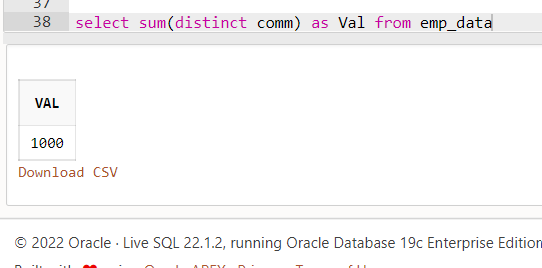 37
38 select sum(distinct comm) as Val from emp_data
VAL
1000
Download CSV
© 2022 Oracle · Live SQL 22.1.2, running Oracle Database 19c Enterprise Edition